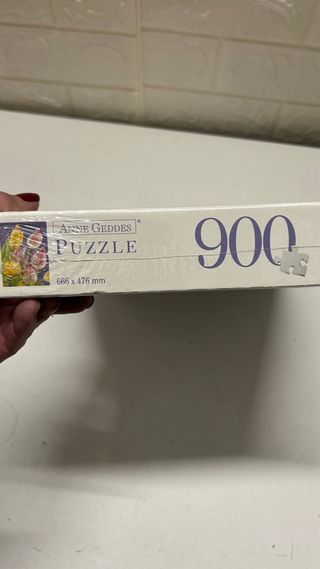 ANNE GEDDES®
PUZZLE
666 x 476 mm
900